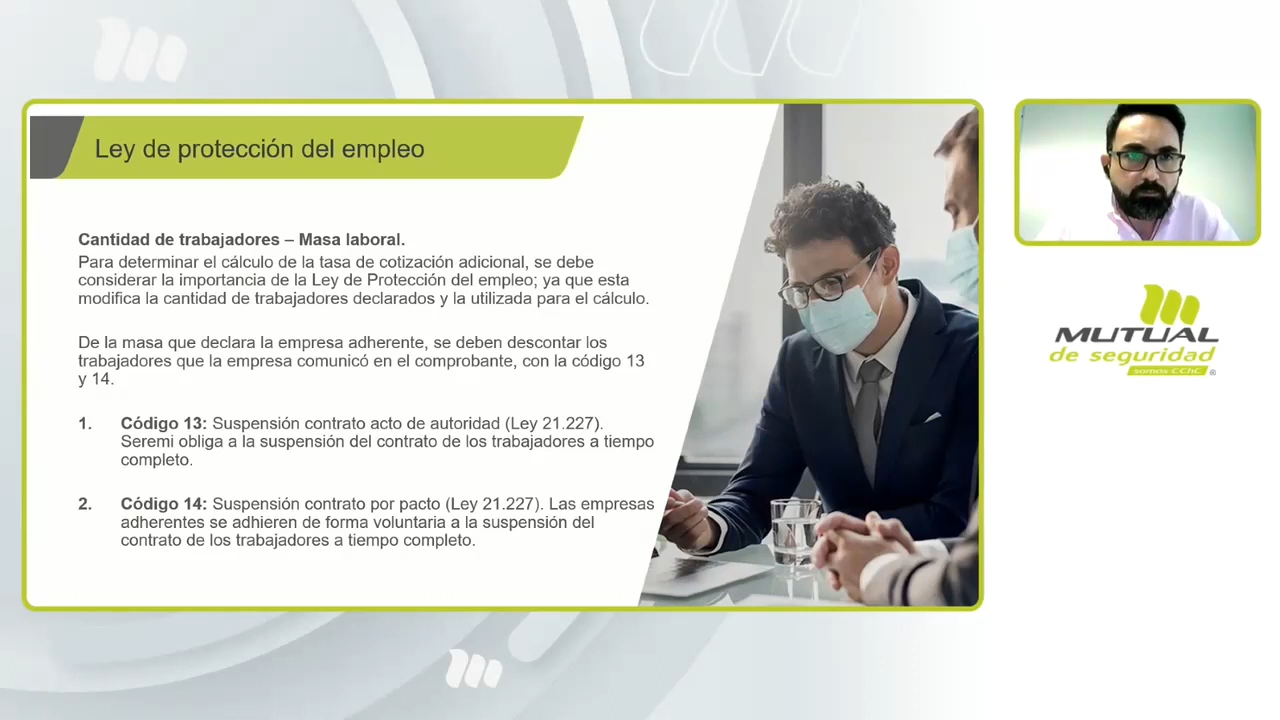 Ley de protección del empleo
Cantidad de trabajadores – Masa laboral.
Para determinar el cálculo de la tasa de cotización adicional, se debe
considerar la importancia de la Ley de Protección del empleo; ya que esta
modifica la cantidad de trabajadores declarados y la utilizada para el cálculo.
De la masa que declara la empresa adherente, se deben descontar los
trabajadores que la empresa comunicó en el comprobante, con la código 13
y 14.
1. Código 13: Suspensión contrato acto de autoridad (Ley 21.227).
Seremi obliga a la suspensión del contrato de los trabajadores a tiempo
completo.
2. Código 14: Suspensión contrato por pacto (Ley 21.227). Las empresas
adherentes se adhieren de forma voluntaria a la suspensión del
contrato de los trabajadores a tiempo completo.
MUTUAL
de seguridad
somos CChC ®